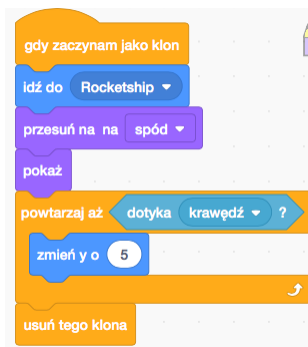 gdy zaczynam jako klon
idź do Rocketship
przesuń na na spód
pokaż
powtarzaj aż dotyka krawędź ?
zmień y o 5
usuń tego klona